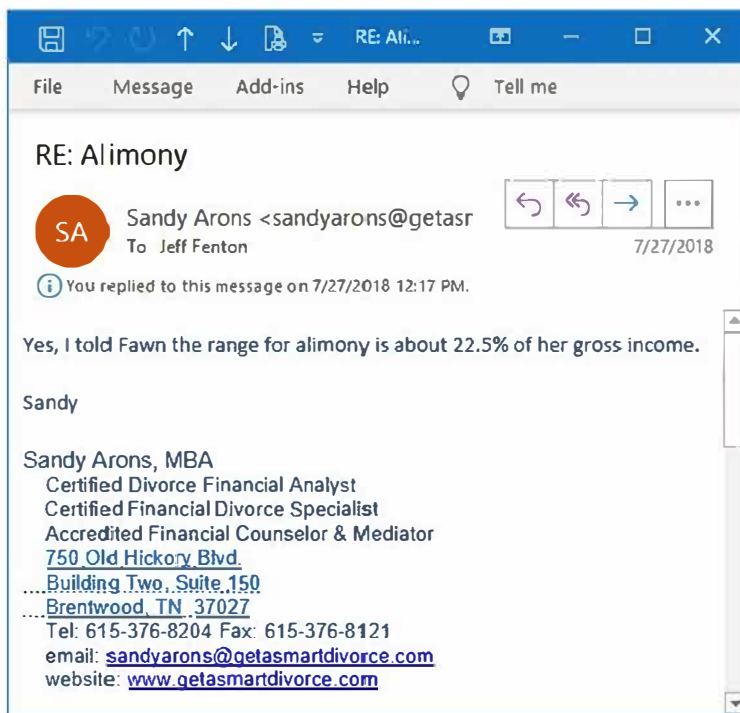 RE: Ali...
File Message Add-ins Help Tell me
RE: Alimony
SA
Sandy Arons <sandyarons@getasr
To Jeff Fenton
7/27/2018
You replied to this message on 7/27/2018 12:17 PM.
Yes, I told Fawn the range for alimony is about 22.5% of her gross income.
Sandy
Sandy Arons, MBA
Certified Divorce Financial Analyst
Certified Financial Divorce Specialist
Accredited Financial Counselor & Mediator
750 Old Hickory Blvd.
Building Two, Suite 150
Brentwood, TN 37027
Tel: 615-376-8204 Fax: 615-376-8121
email: sandyarons@getasmartdivorce.com
website: www.getasmartdivorce.com